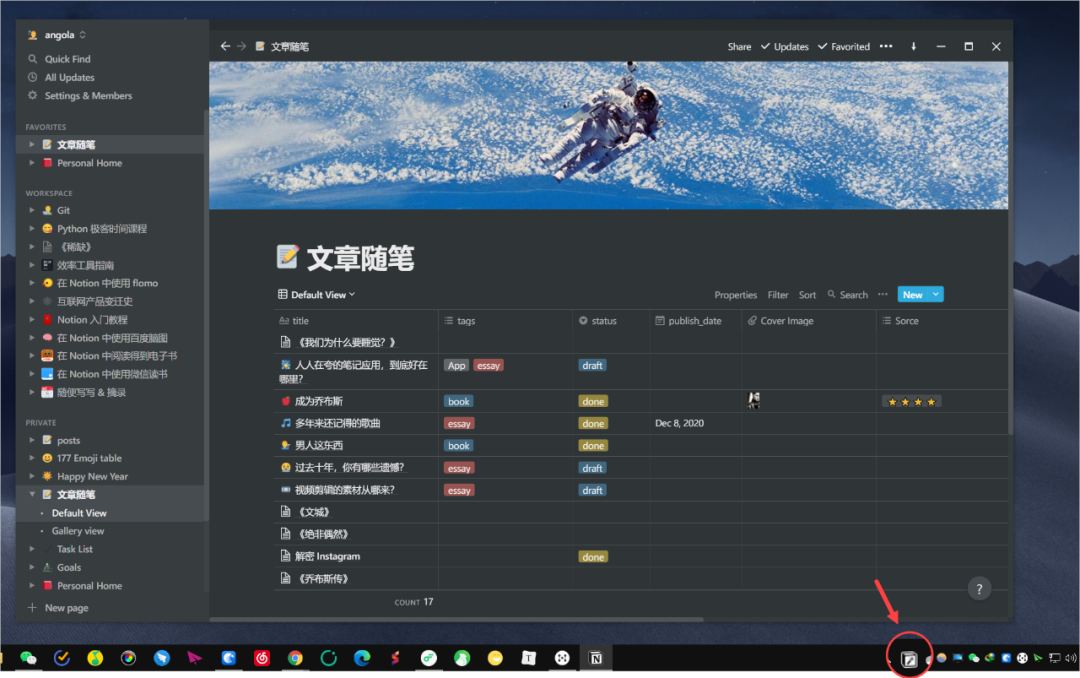 angola
Quick Find
All Updates
Settings & Members
FAVORITES
文章随笔
Personal Home
WORKSPACE
Git
Python 极客时间课程
《稀缺》
效率工具指南
在 Notion 中使用 flomo
互联网产品变迁史
Notion 入门教程
在 Notion 中使用百度脑图
在 Notion 中阅读得到电子书
在 Notion 中使用微信读书
随便写写 & 摘录
PRIVATE
posts
177 Emoji table
Happy New Year
文章随笔
Default View
Gallery view
Task List
Goals
Personal Home
New page
文章随笔
Share Updates Favorited
文章随笔
Default View
Properties Filter Sort Search New
title tags status publish_date Cover Image Sorce
《我们为什么要睡觉？》
人人在夸的笔记应用，到底好在哪里？ App essay draft
成为乔布斯 book done
多年来还记得的歌曲 essay done Dec 8, 2020
男人这东西 book done
过去十年，你有哪些遗憾？ essay draft
视频剪辑的素材从哪来？ essay draft
《文城》
《绝非偶然》
解密 Instagram done
《乔布斯传》
COUNT 17
?